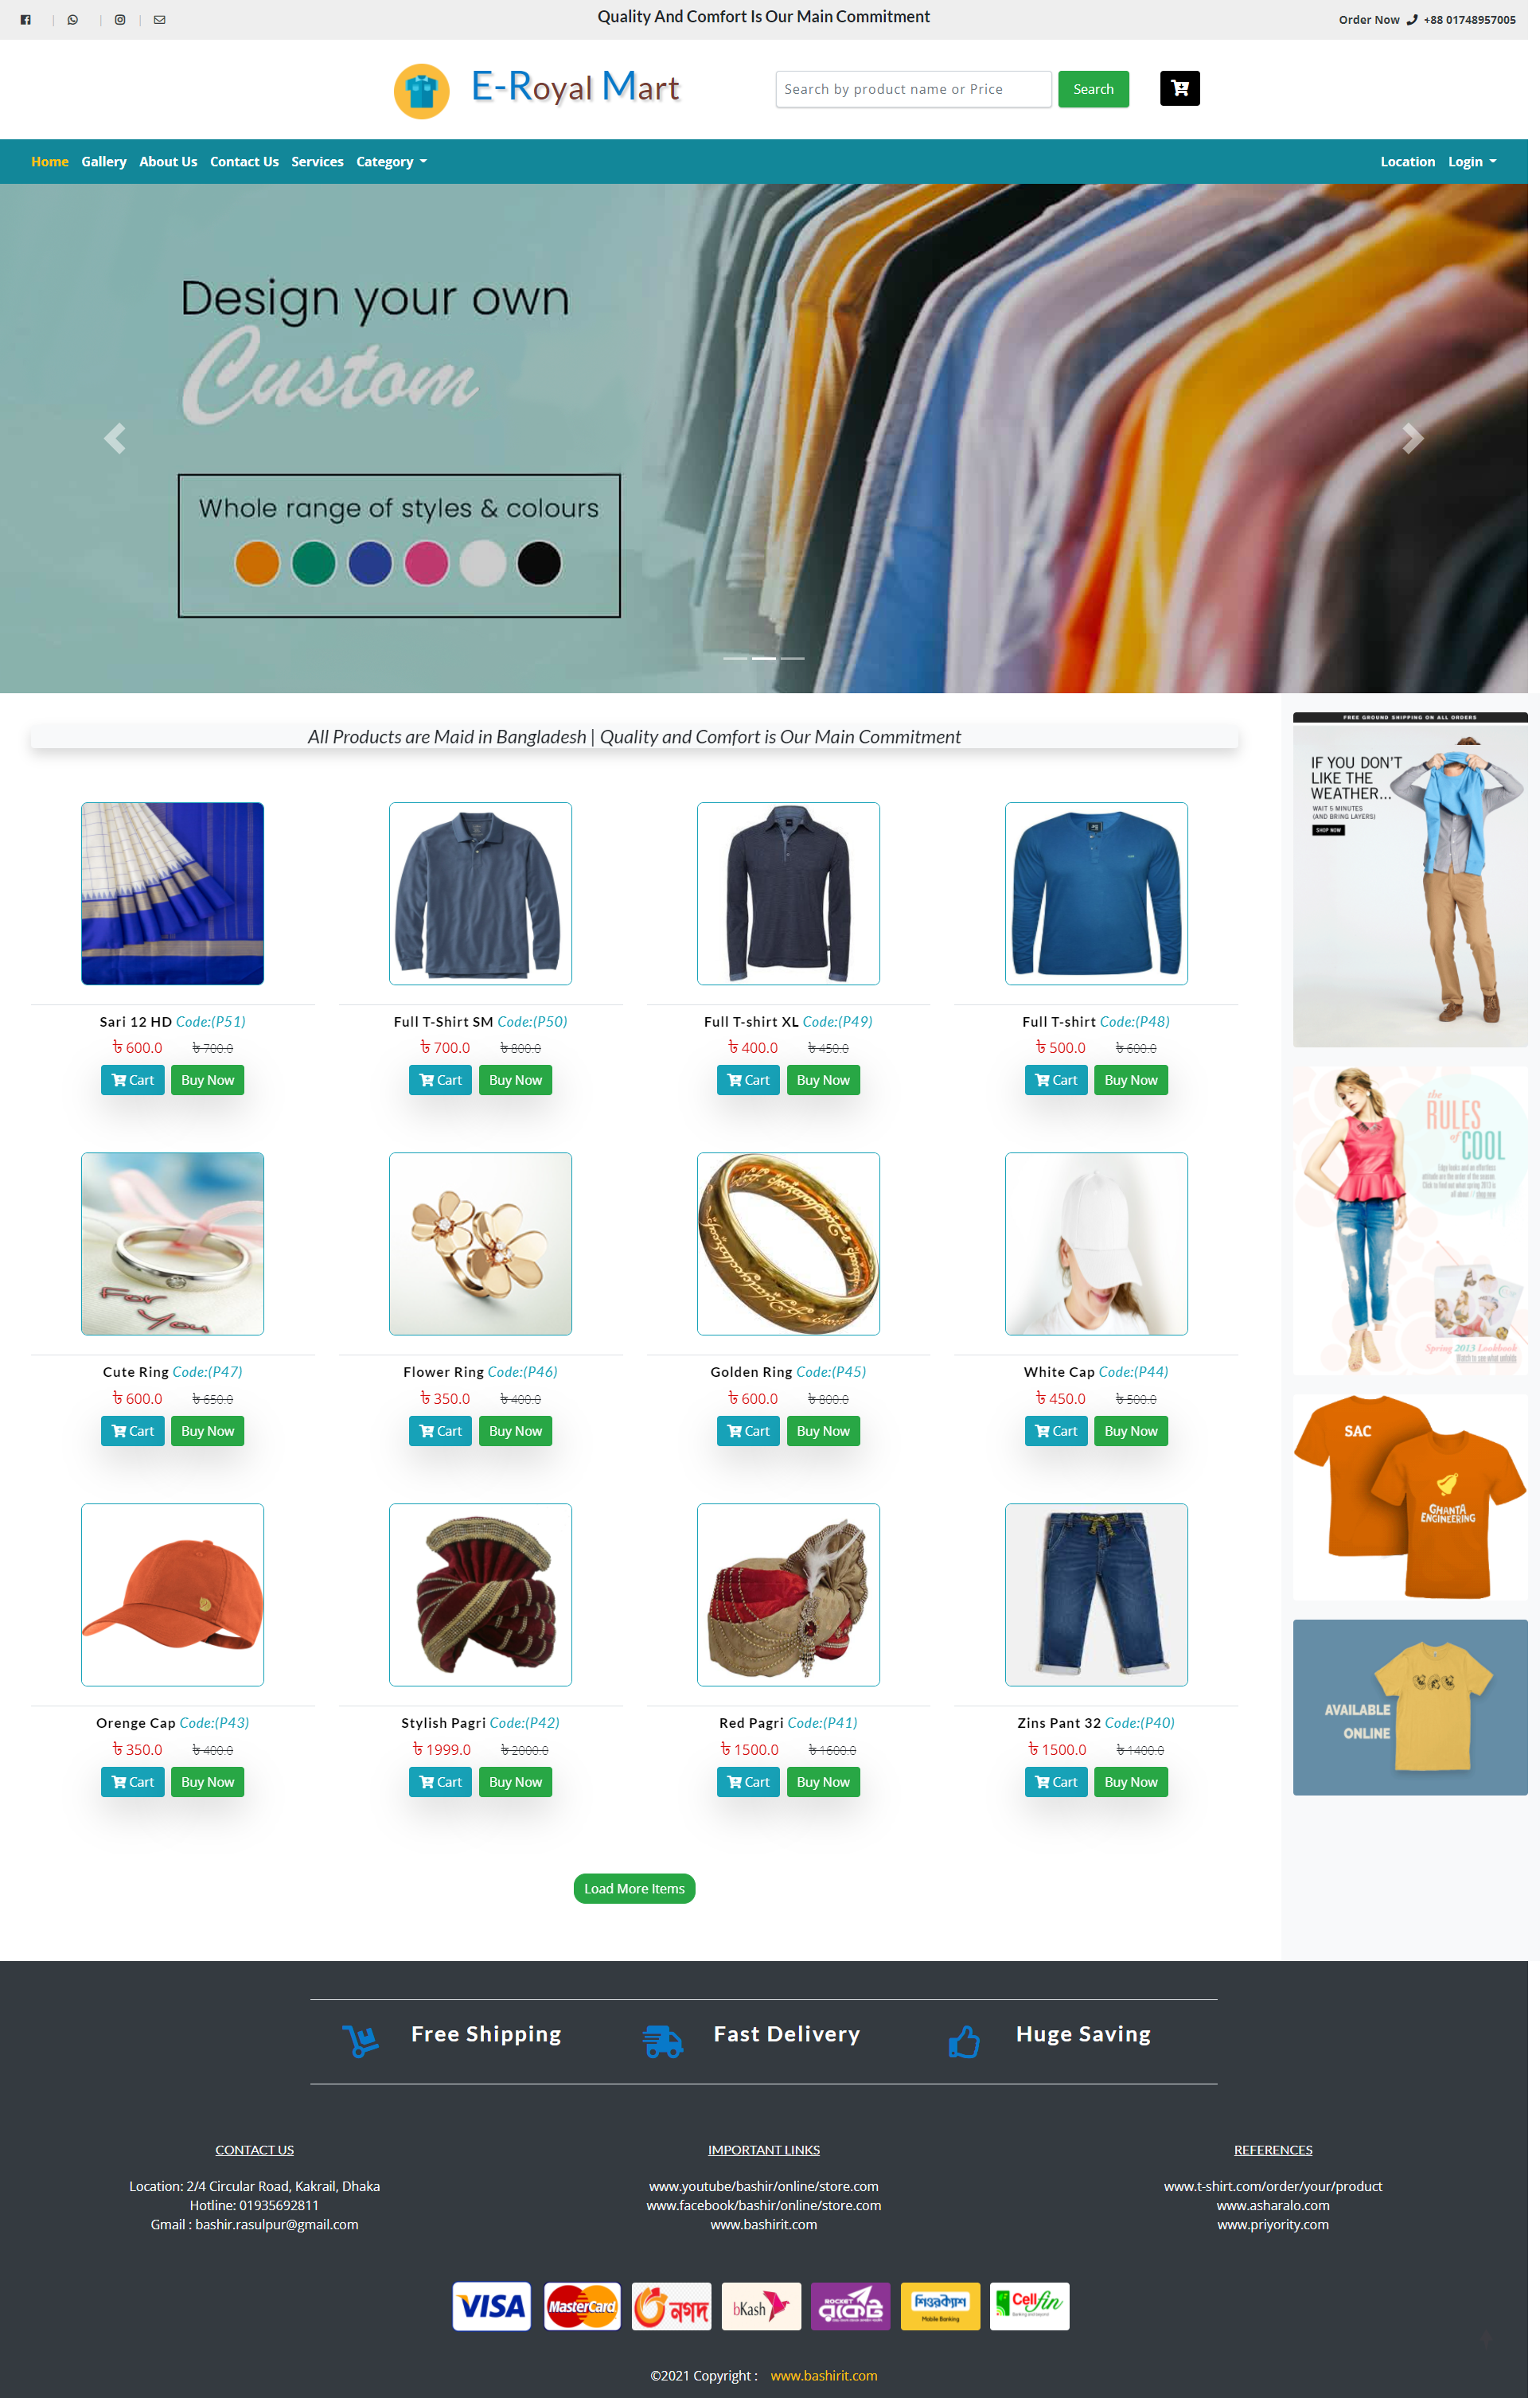 Quality And Comfort Is Our Main Commitment
Order Now +88 01748957005
E-Royal Mart
Search by product name or Price
Search
Home Gallery About Us Contact Us Services Category
Location Login
Design your own
Custom
Whole range of styles & colours
All Products are Maid in Bangladesh | Quality and Comfort is Our Main Commitment
Sari 12 HD Code:(P51)
৳ 600.0 ৳ 700.0
Cart Buy Now
Full T-Shirt SM Code:(P50)
৳ 700.0 ৳ 800.0
Cart Buy Now
Full T-shirt XL Code:(P49)
৳ 400.0 ৳ 450.0
Cart Buy Now
Full T-shirt Code:(P48)
৳ 500.0 ৳ 600.0
Cart Buy Now
For
You
Cute Ring Code:(P47)
৳ 600.0 ৳ 650.0
Cart Buy Now
Flower Ring Code:(P46)
৳ 350.0 ৳ 400.0
Cart Buy Now
Golden Ring Code:(P45)
৳ 600.0 ৳ 800.0
Cart Buy Now
White Cap Code:(P44)
৳ 450.0 ৳ 500.0
Cart Buy Now
Orenge Cap Code:(P43)
৳ 350.0 ৳ 400.0
Cart Buy Now
Stylish Pagri Code:(P42)
৳ 1999.0 ৳ 2000.0
Cart Buy Now
Red Pagri Code:(P41)
৳ 1500.0 ৳ 1600.0
Cart Buy Now
Zins Pant 32 Code:(P40)
৳ 1500.0 ৳ 1400.0
Cart Buy Now
Load More Items
FREE GROUND SHIPPING ON ALL ORDERS
IF YOU DON'T
LIKE THE
WEATHER...
WAIT 5 MINUTES
(AND BRING LAYERS)
SHOP NOW
the
RULES
of
COOL
Spring 2013 Lookbook
Watch to see what unfolds
SAC
GHANTA
ENGINEERING
AVAILABLE
ONLINE
Free Shipping
Fast Delivery
Huge Saving
CONTACT US
Location: 2/4 Circular Road, Kakrail, Dhaka
Hotline: 01935692811
Gmail : bashir.rasulpur@gmail.com
IMPORTANT LINKS
www.youtube/bashir/online/store.com
www.facebook/bashir/online/store.com
www.bashirit.com
REFERENCES
www.t-shirt.com/order/your/product
www.asharalo.com
www.priyority.com
VISA
MasterCard
নগদ
bKash
ROCKET
রকেট
শিওরক্যাশ
Mobile Banking
Cellfin
©2021 Copyright : www.bashirit.com